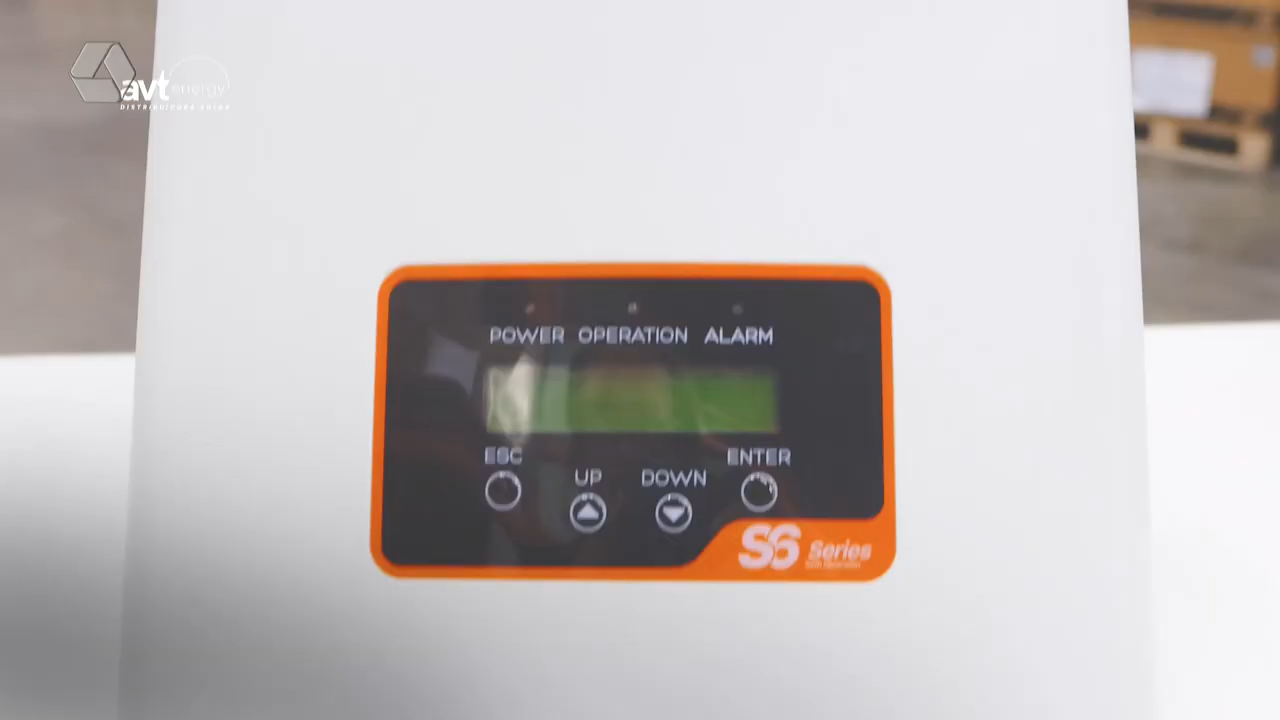 avt energy
POWER OPERATION ALARM
ESC
UP
DOWN
ENTER
S6 Series